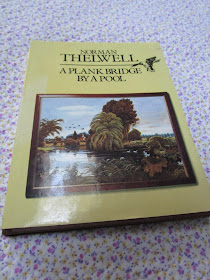 NORMAN
THELWELL
A PLANK BRIDGE
BY A POOL